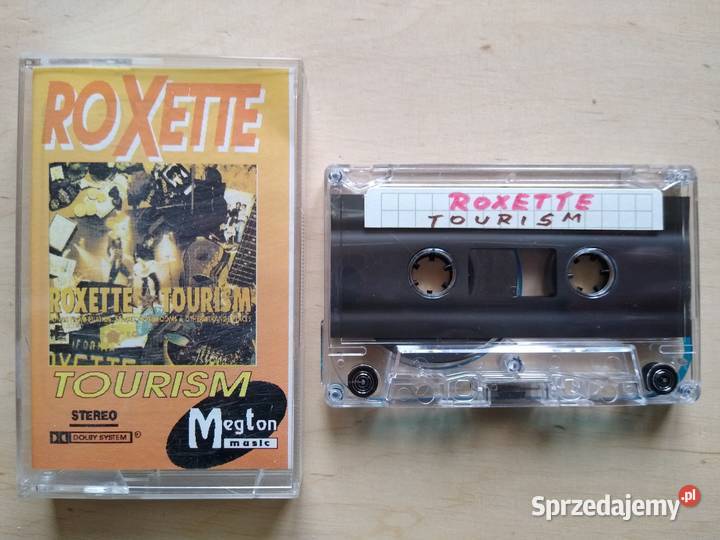 ROXETTE
ROXETTE TOURISM
TOURISM
STEREO
DOLBY SYSTEM
Megton
music
ROXETTE
TOURISM
Sprzedajemy.pl